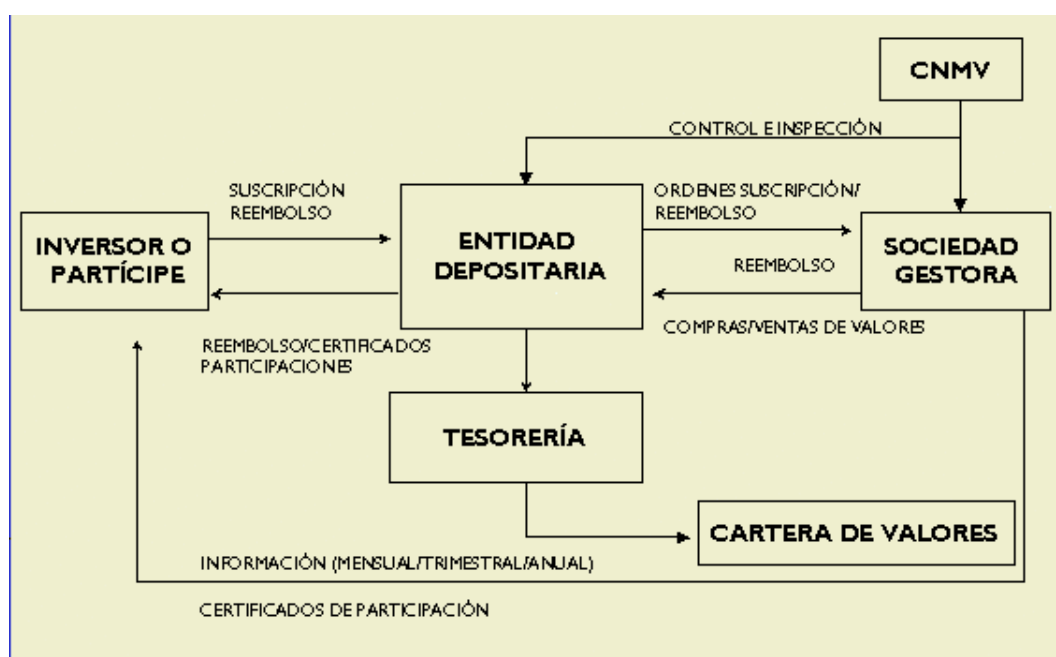 CNMV
CONTROL E INSPECCIÓN
SUSCRIPCIÓN
REEMBOLSO
ORDENES SUSCRIPCIÓN/
REEMBOLSO
INVERSOR O
PARTÍCIPE
ENTIDAD
DEPOSITARIA
SOCIEDAD
GESTORA
REEMBOLSO
COMPRAS/VENTAS DE VALORES
REEMBOLSO/CERTIFICADOS
PARTICIPACIONES
TESORERÍA
CARTERA DE VALORES
INFORMACIÓN (MENSUAL/TRIMESTRAL/ANUAL)
CERTIFICADOS DE PARTICIPACIÓN